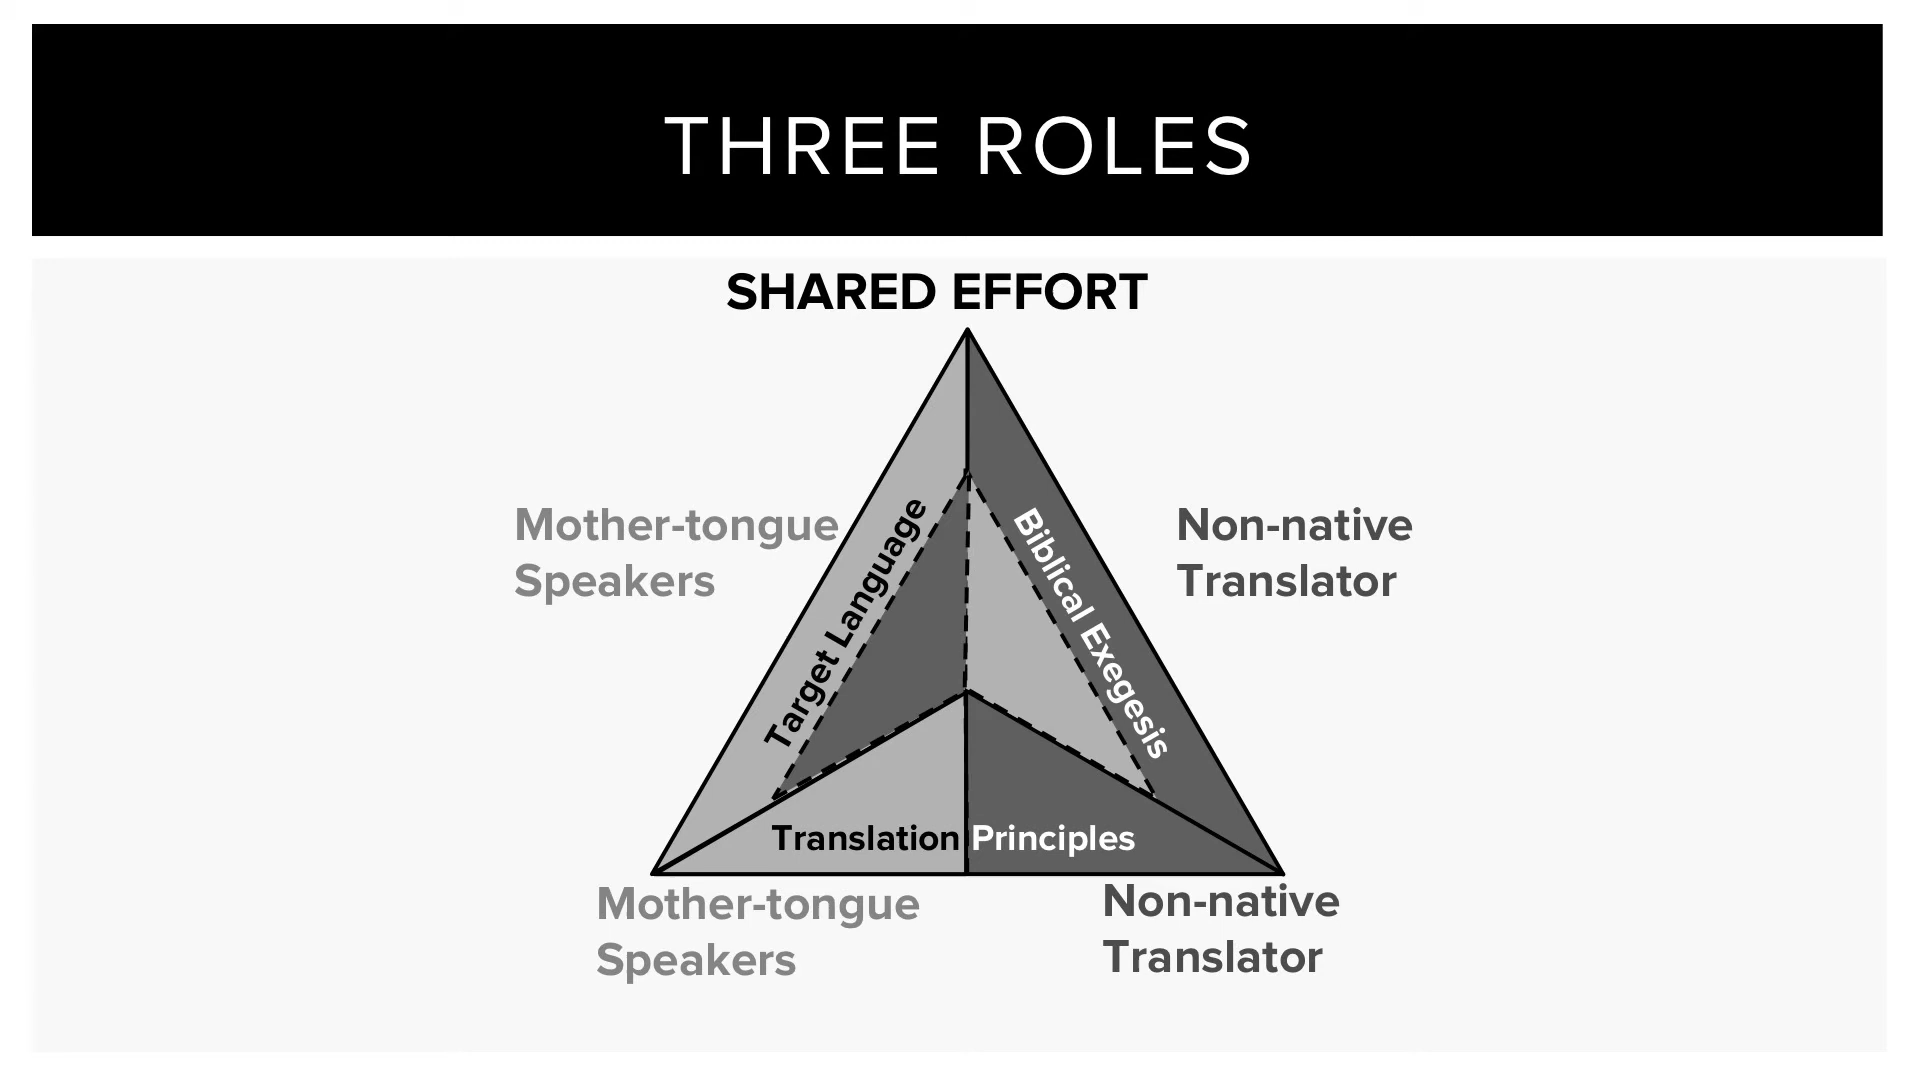 THREE ROLES
SHARED EFFORT
Mother-tongue
Speakers
Target Language
Biblical Exegesis
Non-native
Translator
Translation Principles
Mother-tongue
Speakers
Non-native
Translator